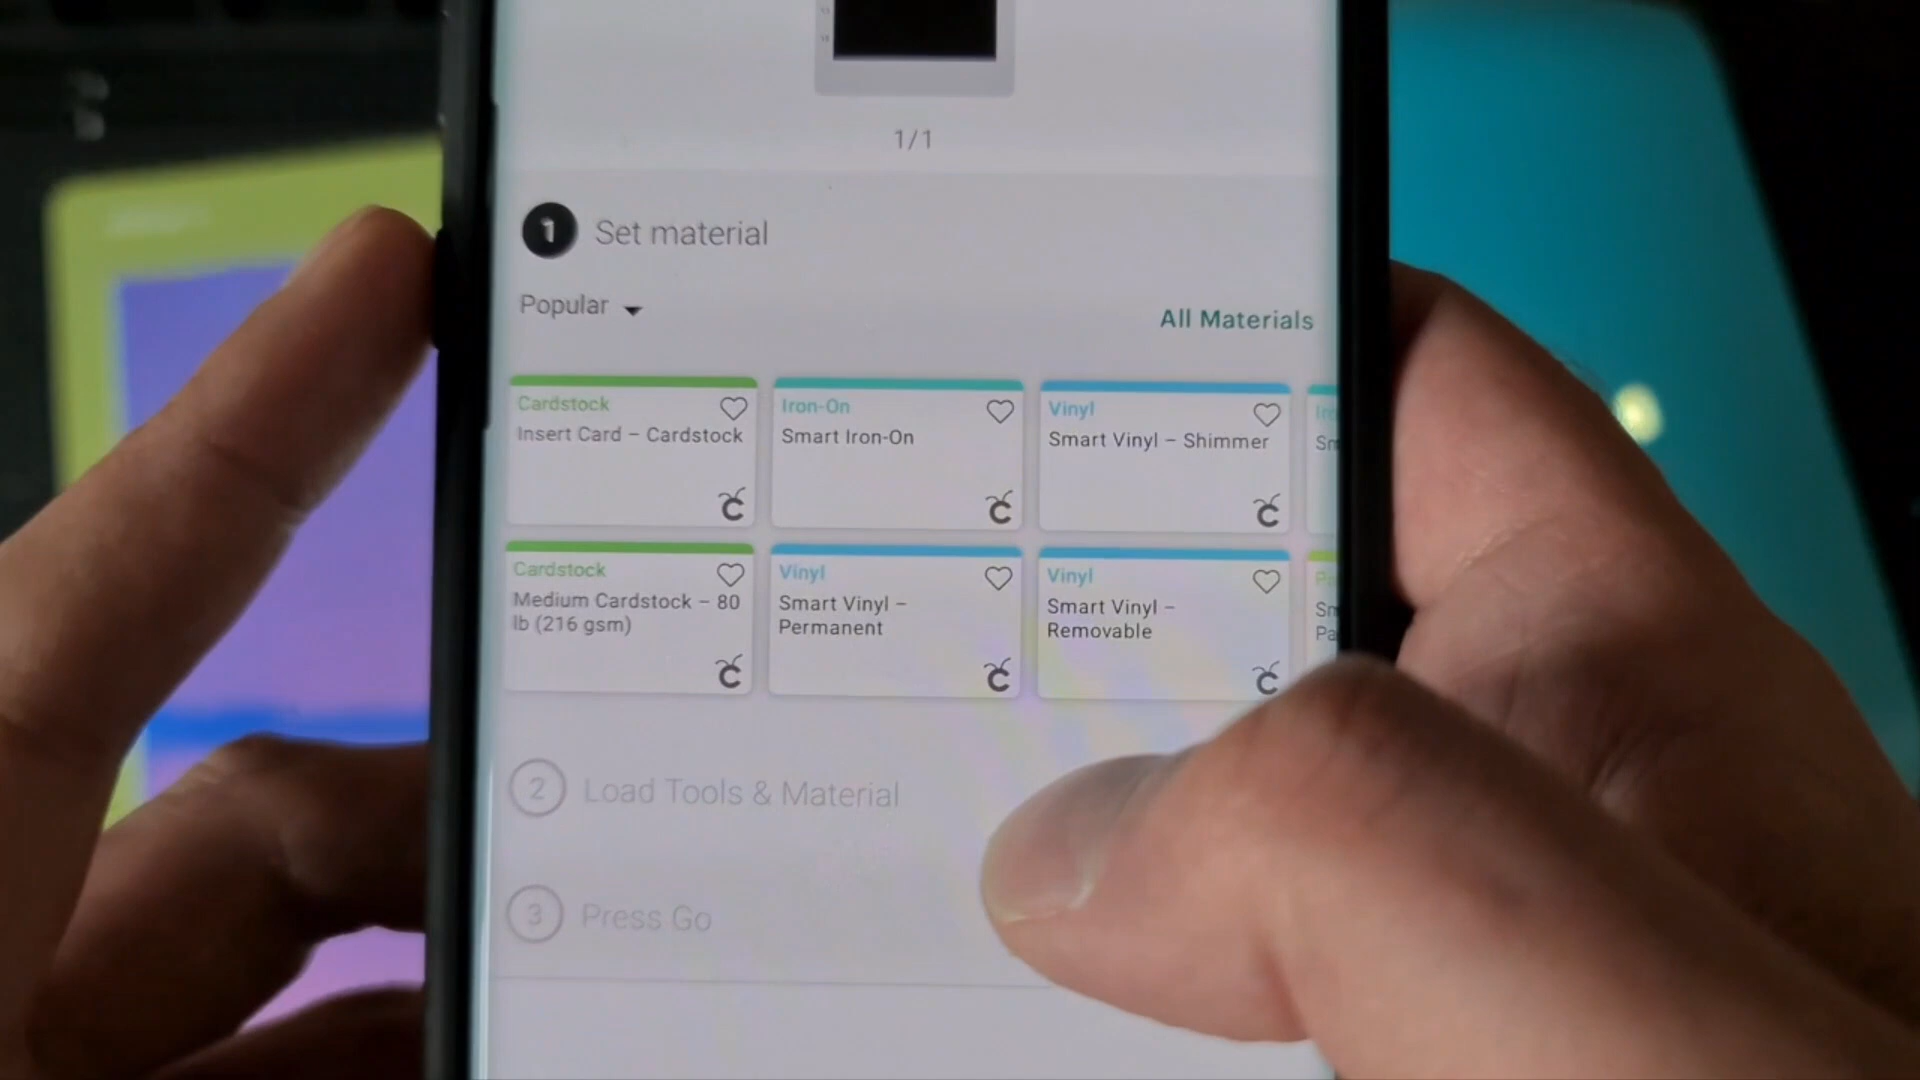 1/1
1 Set material
Popular
All Materials
Cardstock
Insert Card – Cardstock
Iron-On
Smart Iron-On
Vinyl
Smart Vinyl – Shimmer
Cardstock
Medium Cardstock – 80
lb (216 gsm)
Vinyl
Smart Vinyl –
Permanent
Vinyl
Smart Vinyl –
Removable
2 Load Tools & Material
3 Press Go